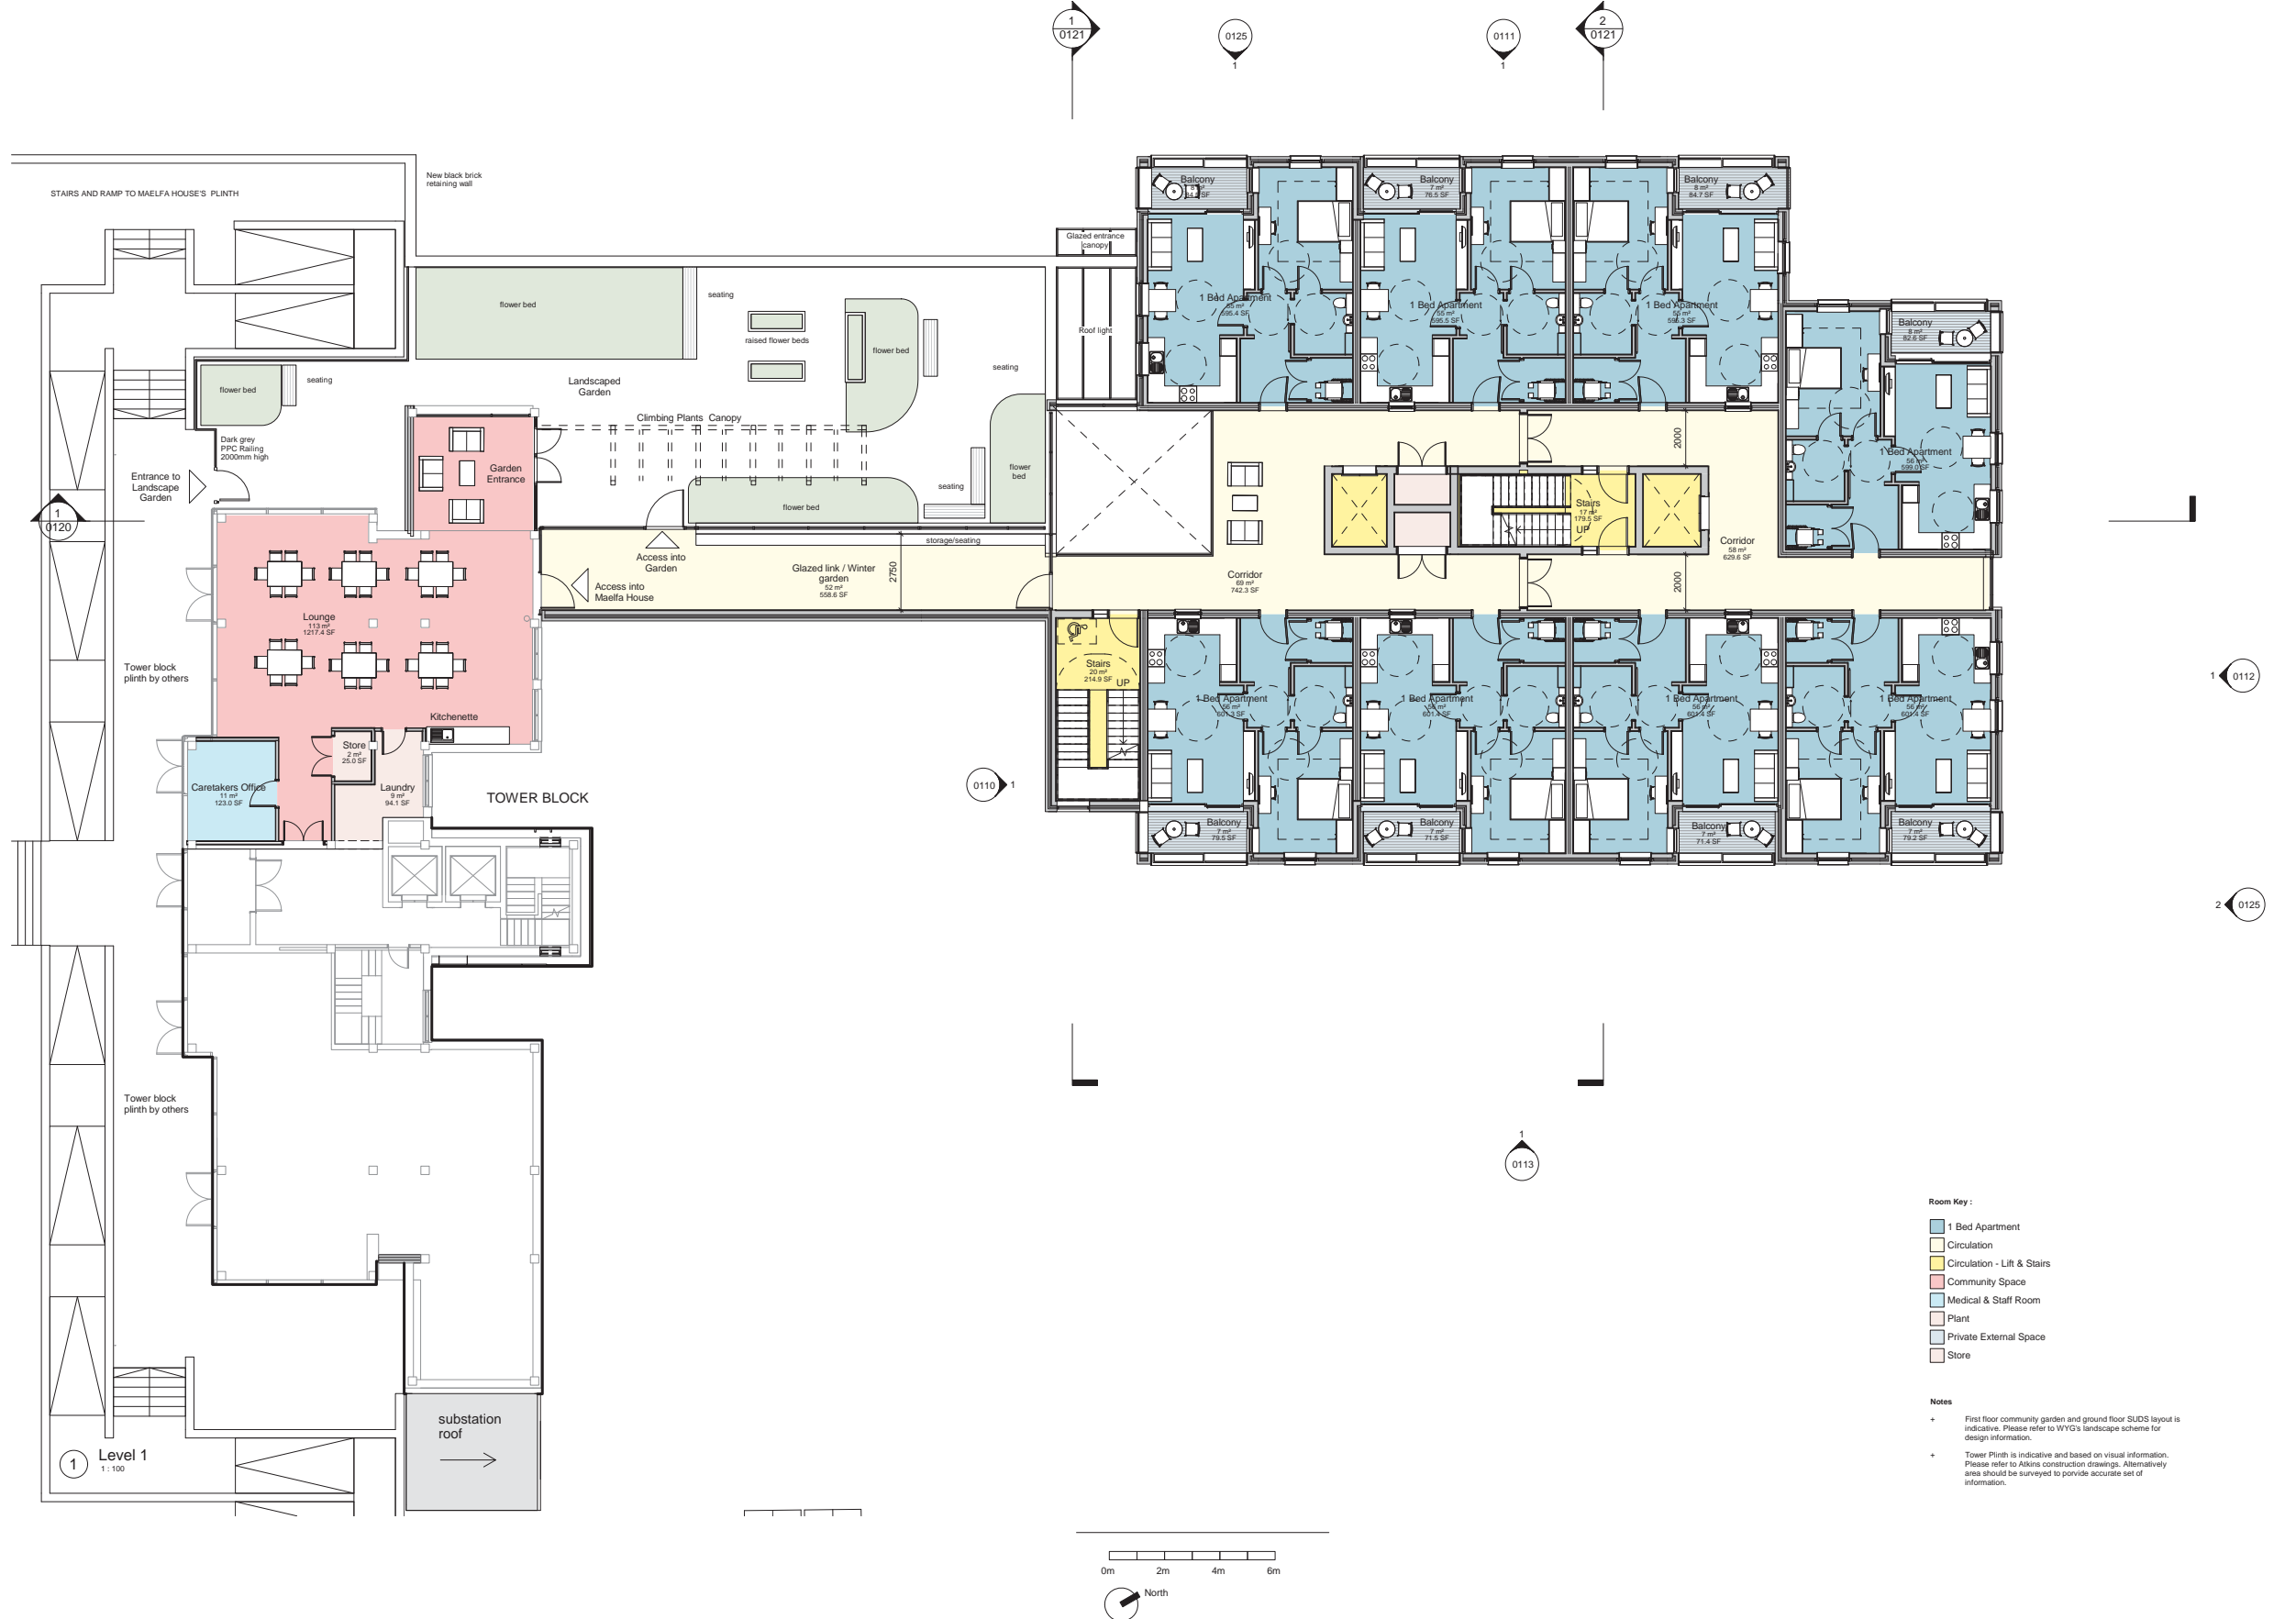 1
0121
0125
1
0111
1
2
0121
STAIRS AND RAMP TO MAELFA HOUSE'S PLINTH
New black brick
retaining wall
Glazed entrance
canopy
Roof light
flower bed
seating
raised flower beds
flower bed
seating
flower bed
seating
Landscaped
Garden
Climbing Plants Canopy
Dark grey
PPC Railing
2000mm high
Entrance to
Landscape
Garden
1
0120
Garden
Entrance
flower
bed
seating
flower bed
storage/seating
Access into
Garden
Access into
Maelfa House
Glazed link / Winter
garden
52 m²
558.6 SF
2750
Lounge
113 m²
1217.4 SF
Tower block
plinth by others
Kitchenette
Store
2 m²
25.0 SF
Caretakers Office
11 m²
123.0 SF
Laundry
9 m²
94.1 SF
TOWER BLOCK
Balcony
8 m²
Balcony
7 m²
76.5 SF
Balcony
8 m²
84.7 SF
Balcony
8 m²
82.6 SF
1 Bed Apartment
55 m²
595.4 SF
1 Bed Apartment
55 m²
595.5 SF
1 Bed Apartment
55 m²
595.3 SF
1 Bed Apartment
56 m²
599.0 SF
2000
Stairs
17 m²
179.5 SF
UP
Corridor
58 m²
629.6 SF
Corridor
69 m²
742.3 SF
2000
Stairs
20 m²
214.9 SF
UP
1 Bed Apartment
56 m²
601.3 SF
1 Bed Apartment
56 m²
601.4 SF
1 Bed Apartment
56 m²
601.4 SF
1 Bed Apartment
56 m²
601.4 SF
Balcony
7 m²
79.5 SF
Balcony
7 m²
71.5 SF
Balcony
7 m²
71.4 SF
Balcony
7 m²
79.2 SF
0110
1
1
0112
2
0125
1
0113
Tower block
plinth by others
substation
roof
1
Level 1
1 : 100
Room Key :
1 Bed Apartment
Circulation
Circulation - Lift & Stairs
Community Space
Medical & Staff Room
Plant
Private External Space
Store
Notes
+ First floor community garden and ground floor SUDS layout is
indicative. Please refer to WYG's landscape scheme for
design information.
+ Tower Plinth is indicative and based on visual information.
Please refer to Atkins construction drawings. Alternatively
area should be surveyed to porvide accurate set of
information.
0m
2m
4m
6m
North